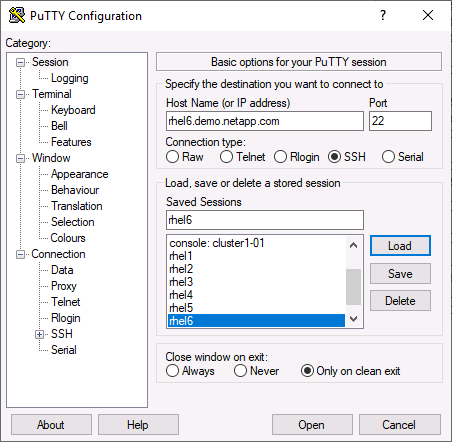 PuTTY Configuration
?
Category:
Session
Logging
Terminal
Keyboard
Bell
Features
Window
Appearance
Behaviour
Translation
Selection
Colours
Connection
Data
Proxy
Telnet
Rlogin
SSH
Serial
Basic options for your PuTTY session
Specify the destination you want to connect to
Host Name (or IP address) Port
rhel6.demo.netapp.com 22
Connection type:
Raw Telnet Rlogin SSH Serial
Load, save or delete a stored session
Saved Sessions
rhel6
console: cluster1-01
rhel1
rhel2
rhel3
rhel4
rhel5
rhel6
Load
Save
Delete
Close window on exit:
Always Never Only on clean exit
About Help Open Cancel